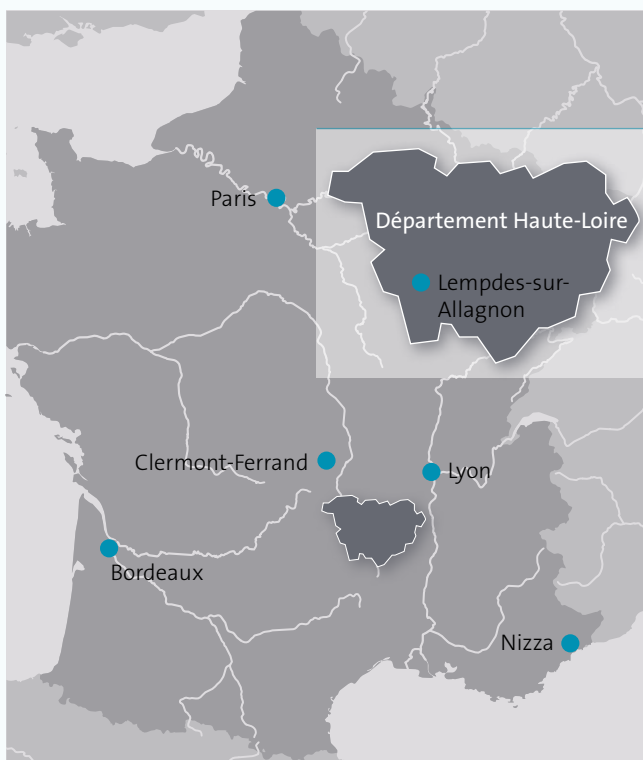 Paris
Département Haute-Loire
Lempdes-sur-
Allagnon
Clermont-Ferrand
Lyon
Bordeaux
Nizza